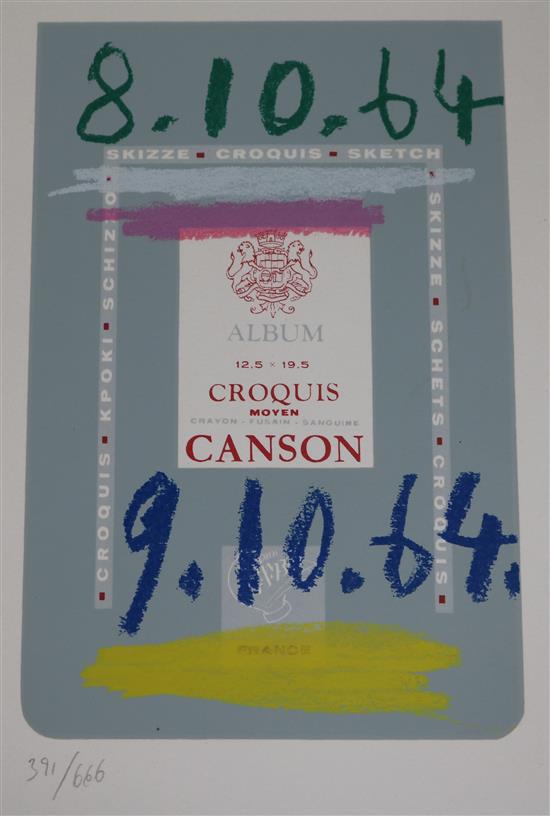 8.10.64
SKIZZE ▪ CROQUIS ▪ SKETCH
CROQUIS ▪ KPOKI ▪ SCHIZZO
SKIZZE ▪ SCHETS ▪ CROQUIS
ALBUM
12.5 × 19.5
CROQUIS
MOYEN
CRAYON - FUSAIN - SANGUINE
CANSON
9.10.64.
FRANCE
391/666